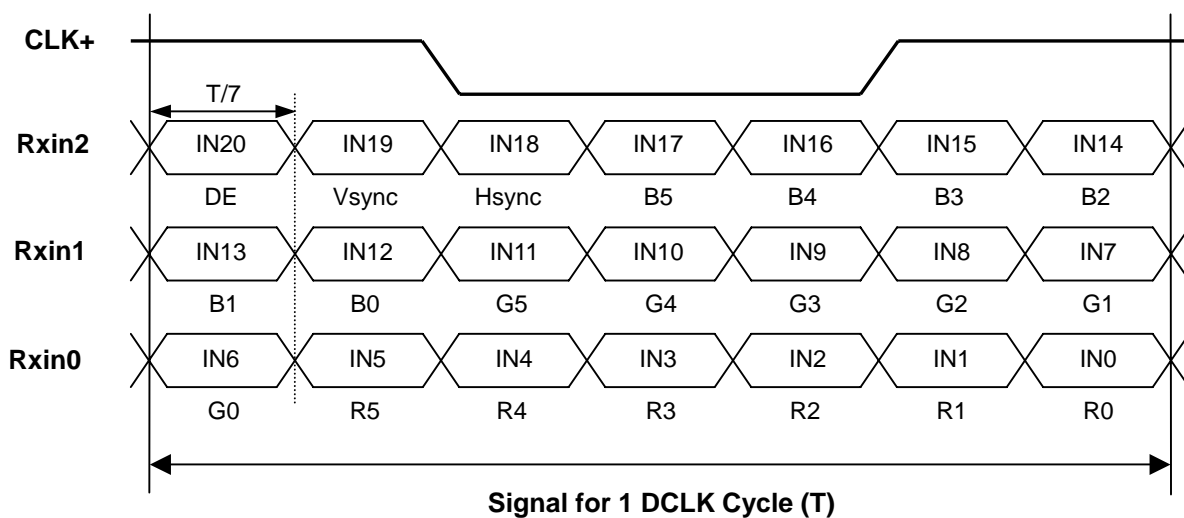 CLK+
T/7
Rxin2 IN20 IN19 IN18 IN17 IN16 IN15 IN14
DE Vsync Hsync B5 B4 B3 B2
Rxin1 IN13 IN12 IN11 IN10 IN9 IN8 IN7
B1 B0 G5 G4 G3 G2 G1
Rxin0 IN6 IN5 IN4 IN3 IN2 IN1 IN0
G0 R5 R4 R3 R2 R1 R0
Signal for 1 DCLK Cycle (T)